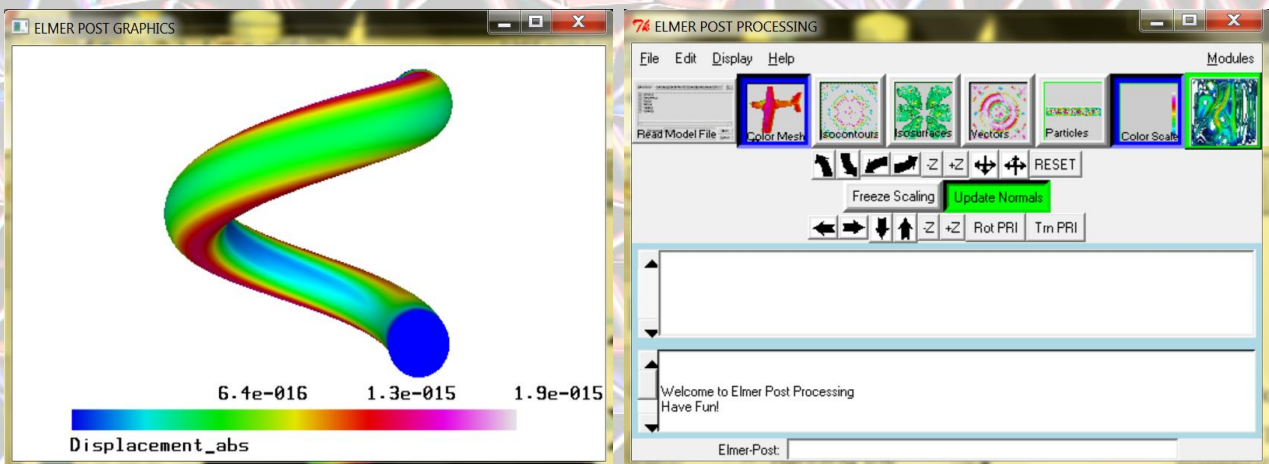 ELMER POST GRAPHICS
6.4e-016 1.3e-015 1.9e-015
Displacement_abs
ELMER POST PROCESSING
File Edit Display Help Modules
Read Model File Color Mesh Isocontours Isosurfaces Vectors Particles Color Scale
-Z +Z RESET
Freeze Scaling Update Normals
-Z +Z Rot PRI Trn PRI
Welcome to Elmer Post Processing
Have Fun!
Elmer-Post: